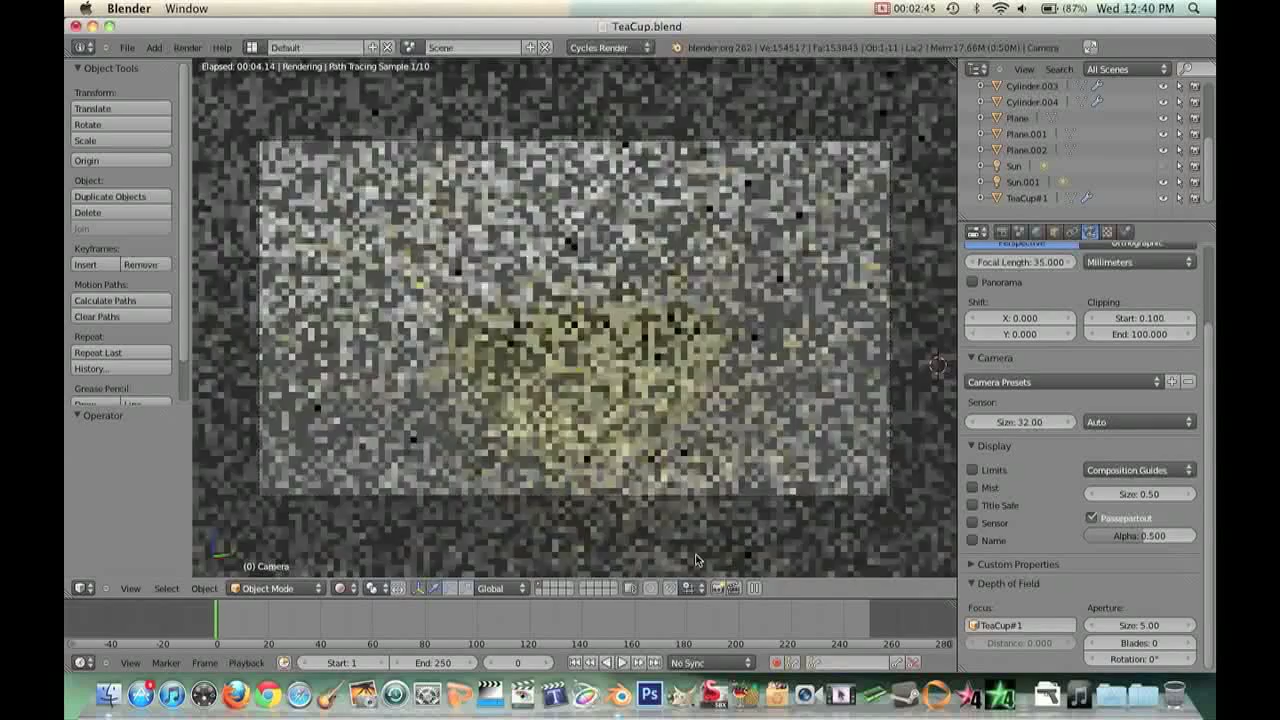 Blender Window 00:02:45 (87%) Wed 12:40 PM
TeaCup.blend
File Add Render Help Default Scene Cycles Render blender.org 262 | Ve:154517 | Fa:153843 | Ob:1-11 | La:2 | Mem:17.66M (0.50M) | Camera
Elapsed: 00:04.14 | Rendering | Path Tracing Sample 1/10
Object Tools
Transform:
Translate
Rotate
Scale
Origin
Object:
Duplicate Objects
Delete
Join
Keyframes:
Insert Remove
Motion Paths:
Calculate Paths
Clear Paths
Repeat:
Repeat Last
History...
Grease Pencil
Operator
(0) Camera
View Search All Scenes
Cylinder.003
Cylinder.004
Plane
Plane.001
Plane.002
Sun
Sun.001
TeaCup#1
Perspective Orthographic
Focal Length: 35.000 Millimeters
Panorama
Shift: Clipping:
X: 0.000 Start: 0.100
Y: 0.000 End: 100.000
Camera
Camera Presets
Sensor:
Size: 32.00 Auto
Display
Limits Composition Guides
Mist Size: 0.50
Title Safe
Passepartout
Sensor
Alpha: 0.500
Name
Custom Properties
Depth of Field
Focus: Aperture:
TeaCup#1 Size: 5.00
Distance: 0.000 Blades: 0
Rotation: 0°
View Select Object Object Mode Global
-40 -20 0 20 40 60 80 100 120 140 160 180 200 220 240 260 280
View Marker Frame Playback Start: 1 End: 250 0 No Sync